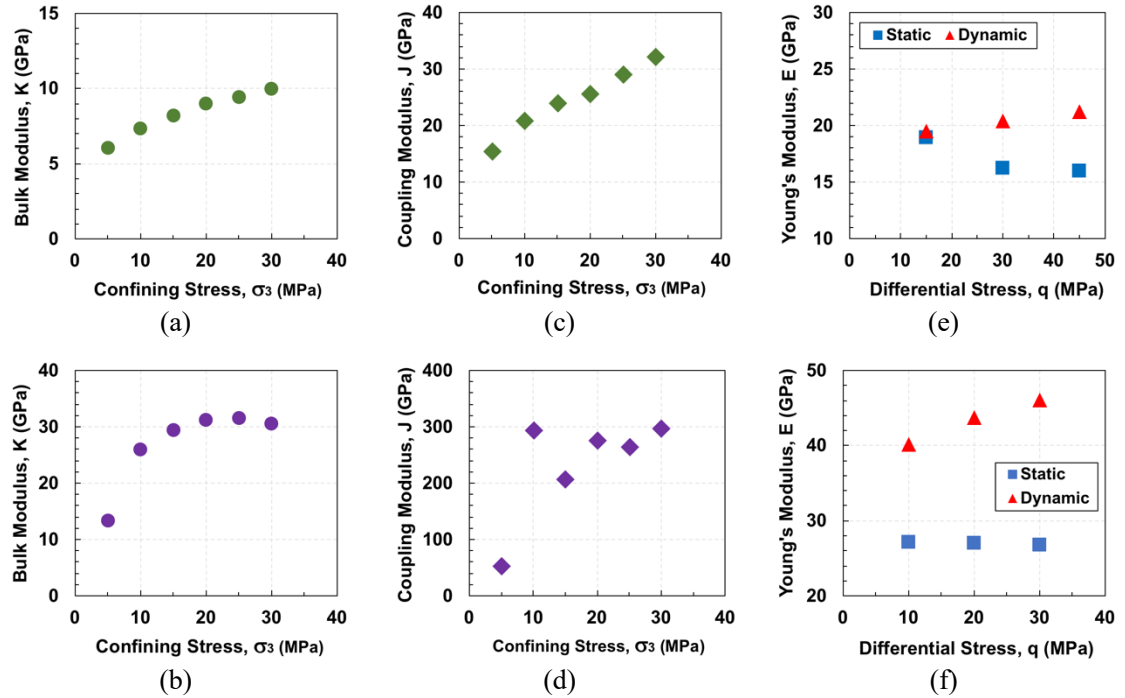 Bulk Modulus, K (GPa)
15
10
5
0
0 10 20 30 40
Confining Stress, σ3 (MPa)
(a)
Coupling Modulus, J (GPa)
40
30
20
10
0
0 10 20 30 40
Confining Stress, σ3 (MPa)
(c)
Young's Modulus, E (GPa)
30
25
20
15
10
Static Dynamic
0 10 20 30 40 50
Differential Stress, q (MPa)
(e)
Bulk Modulus, K (GPa)
40
30
20
10
0
0 10 20 30 40
Confining Stress, σ3 (MPa)
(b)
Coupling Modulus, J (GPa)
400
300
200
100
0
0 10 20 30 40
Confining Stress, σ3 (MPa)
(d)
Young's Modulus, E (GPa)
50
40
30
20
Static
Dynamic
0 10 20 30 40
Differential Stress, q (MPa)
(f)